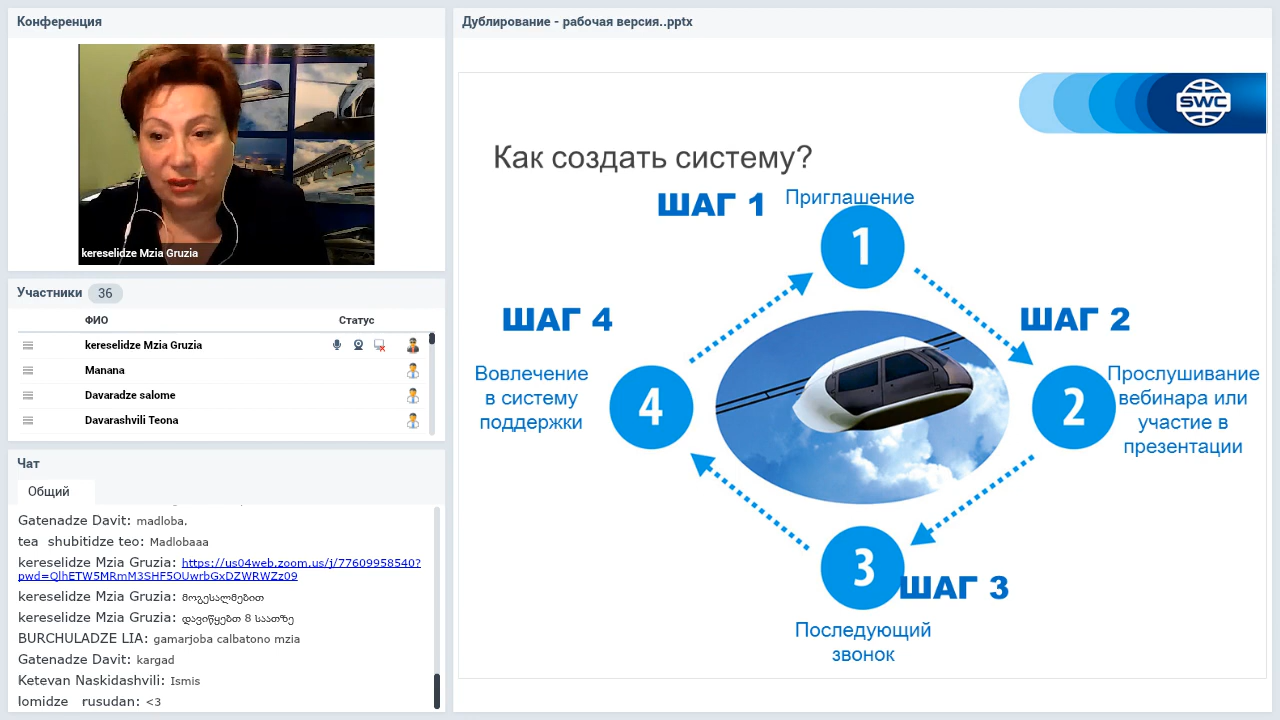 Конференция
kereselidze Mzia Gruzia
Участники 36
ФИО Статус
kereselidze Mzia Gruzia
Manana
Davaradze salome
Davarashvili Teona
Чат
Общий
Gatenadze Davit: madloba.
tea shubitidze teo: Madlobaaa
kereselidze Mzia Gruzia: https://us04web.zoom.us/j/77609958540?
pwd=QlhETW5MRmM3SHF5OUwrbGxDZWRWZz09
kereselidze Mzia Gruzia: მოგესალმებით
kereselidze Mzia Gruzia: დავიწყებთ 8 საათზე
BURCHULADZE LIA: gamarjoba calbatono mzia
Gatenadze Davit: kargad
Ketevan Naskidashvili: Ismis
lomidze rusudan: <3
Дублирование - рабочая версия..pptx
SWC
Как создать систему?
ШАГ 1 Приглашение
1
ШАГ 2
2
Прослушивание
вебинара или
участие в
презентации
3
ШАГ 3
Последующий
звонок
ШАГ 4
Вовлечение
в систему
поддержки
4